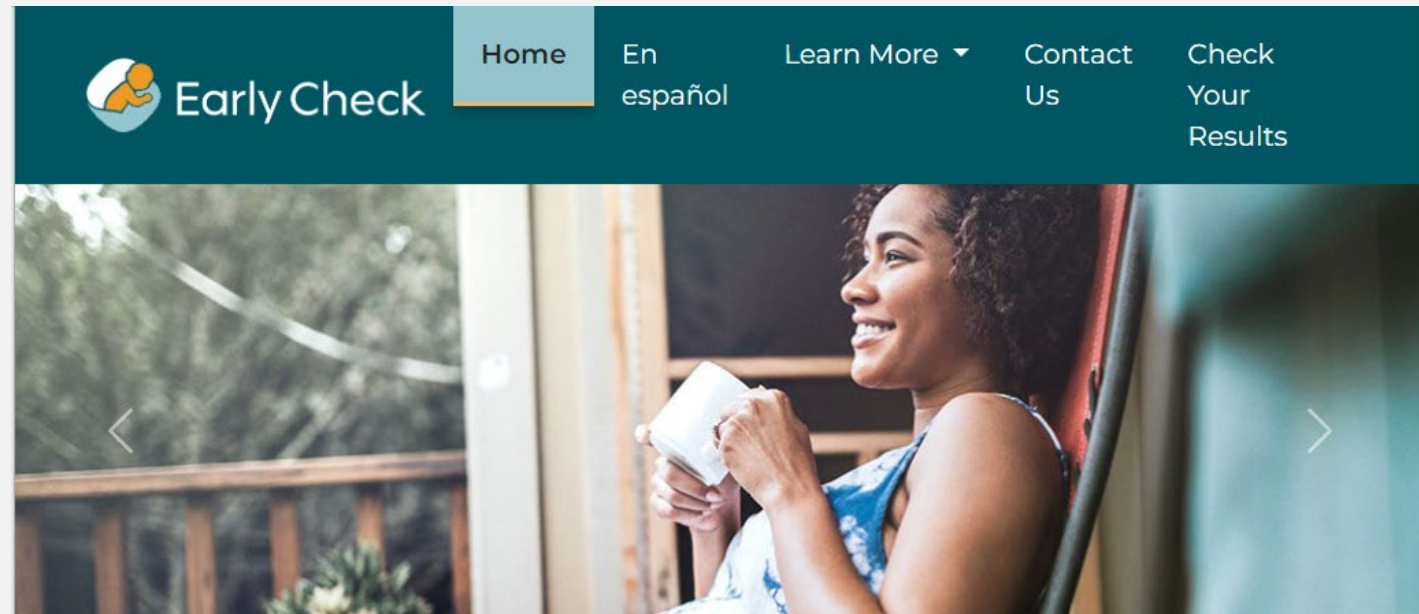 Early Check
Home
En
español
Learn More
Contact
Us
Check
Your
Results